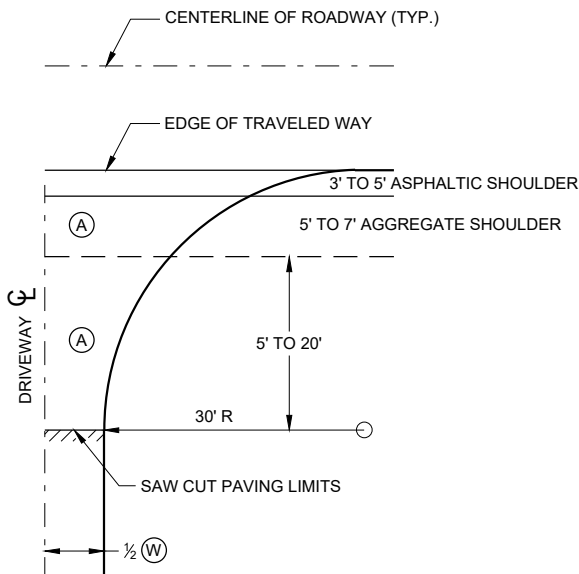 CENTERLINE OF ROADWAY (TYP.)
EDGE OF TRAVELED WAY
3' TO 5' ASPHALTIC SHOULDER
A
5' TO 7' AGGREGATE SHOULDER
DRIVEWAY ℄
A
5' TO 20'
30' R
SAW CUT PAVING LIMITS
½ W